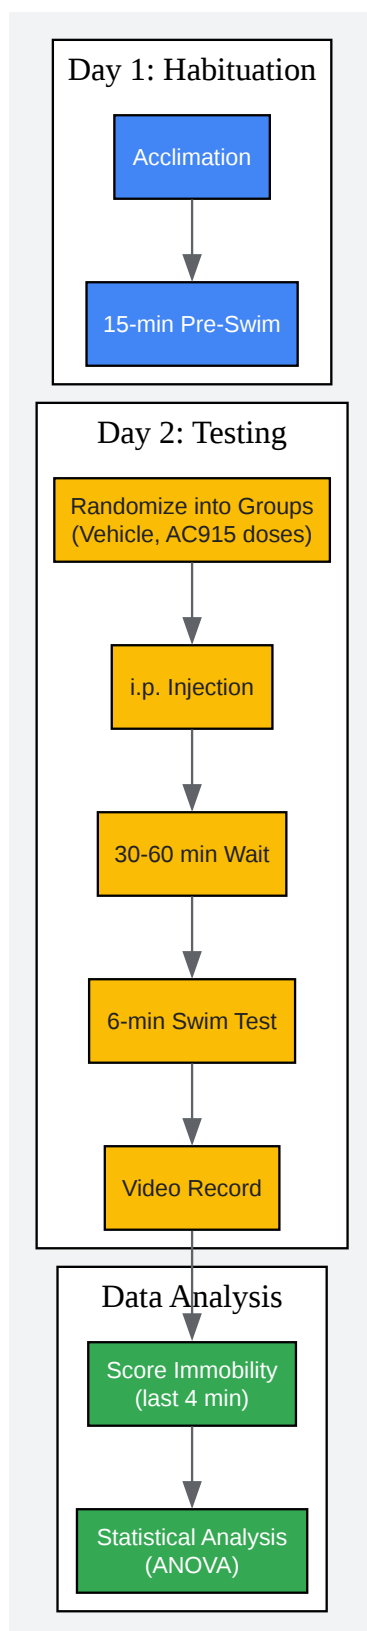 Day 1: Habituation
Acclimation
15-min Pre-Swim
Day 2: Testing
Randomize into Groups
(Vehicle, AC915 doses)
i.p. Injection
30-60 min Wait
6-min Swim Test
Video Record
Data Analysis
Score Immobility
(last 4 min)
Statistical Analysis
(ANOVA)